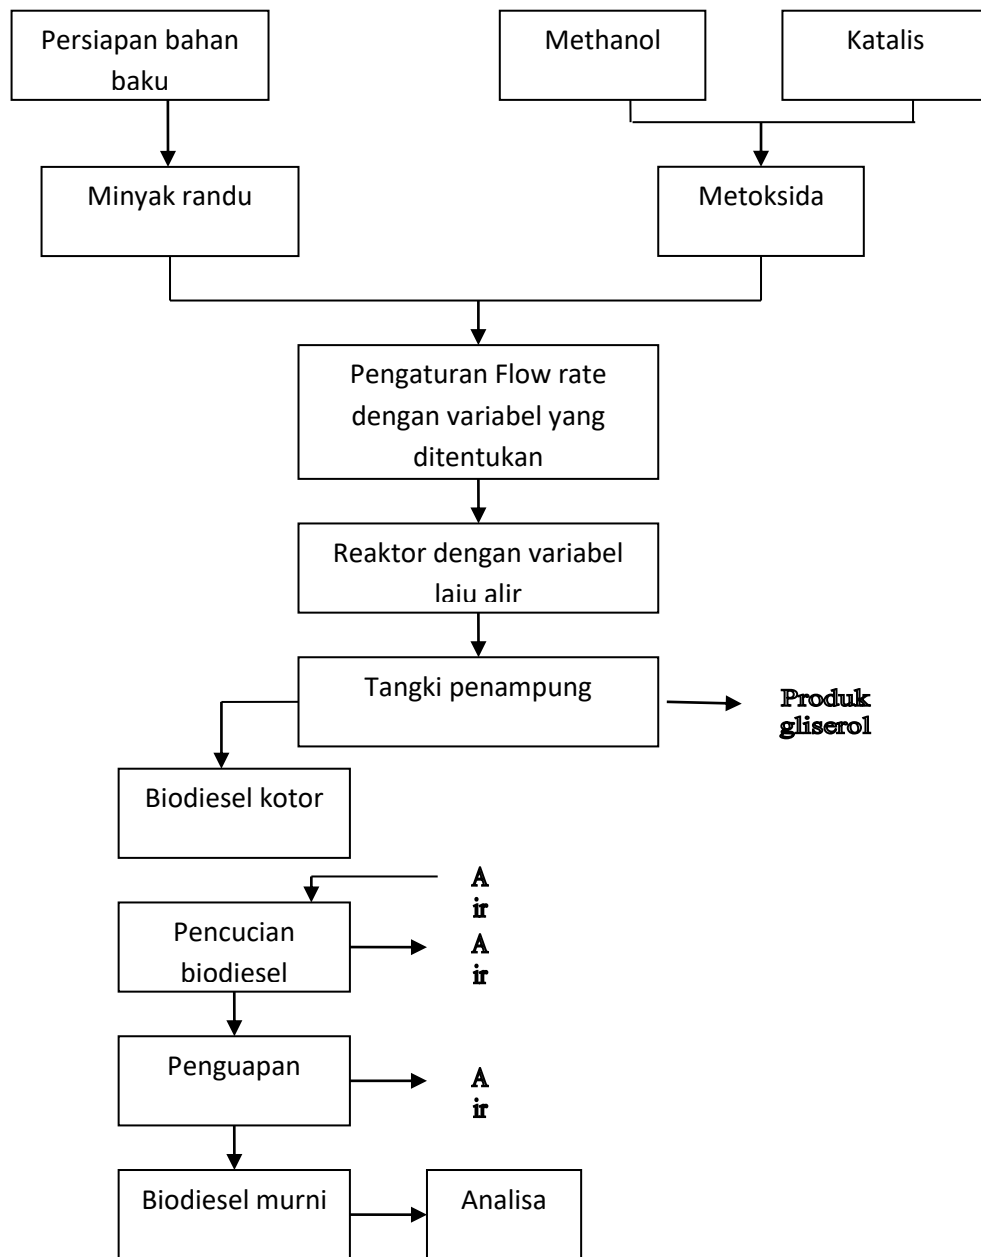 Persiapan bahan
baku
Methanol
Katalis
Minyak randu
Metoksida
Pengaturan Flow rate
dengan variabel yang
ditentukan
Reaktor dengan variabel
laju alir
Tangki penampung
Produk
gliserol
Biodiesel kotor
A
ir
Pencucian
biodiesel
A
ir
Penguapan
A
ir
Biodiesel murni
Analisa